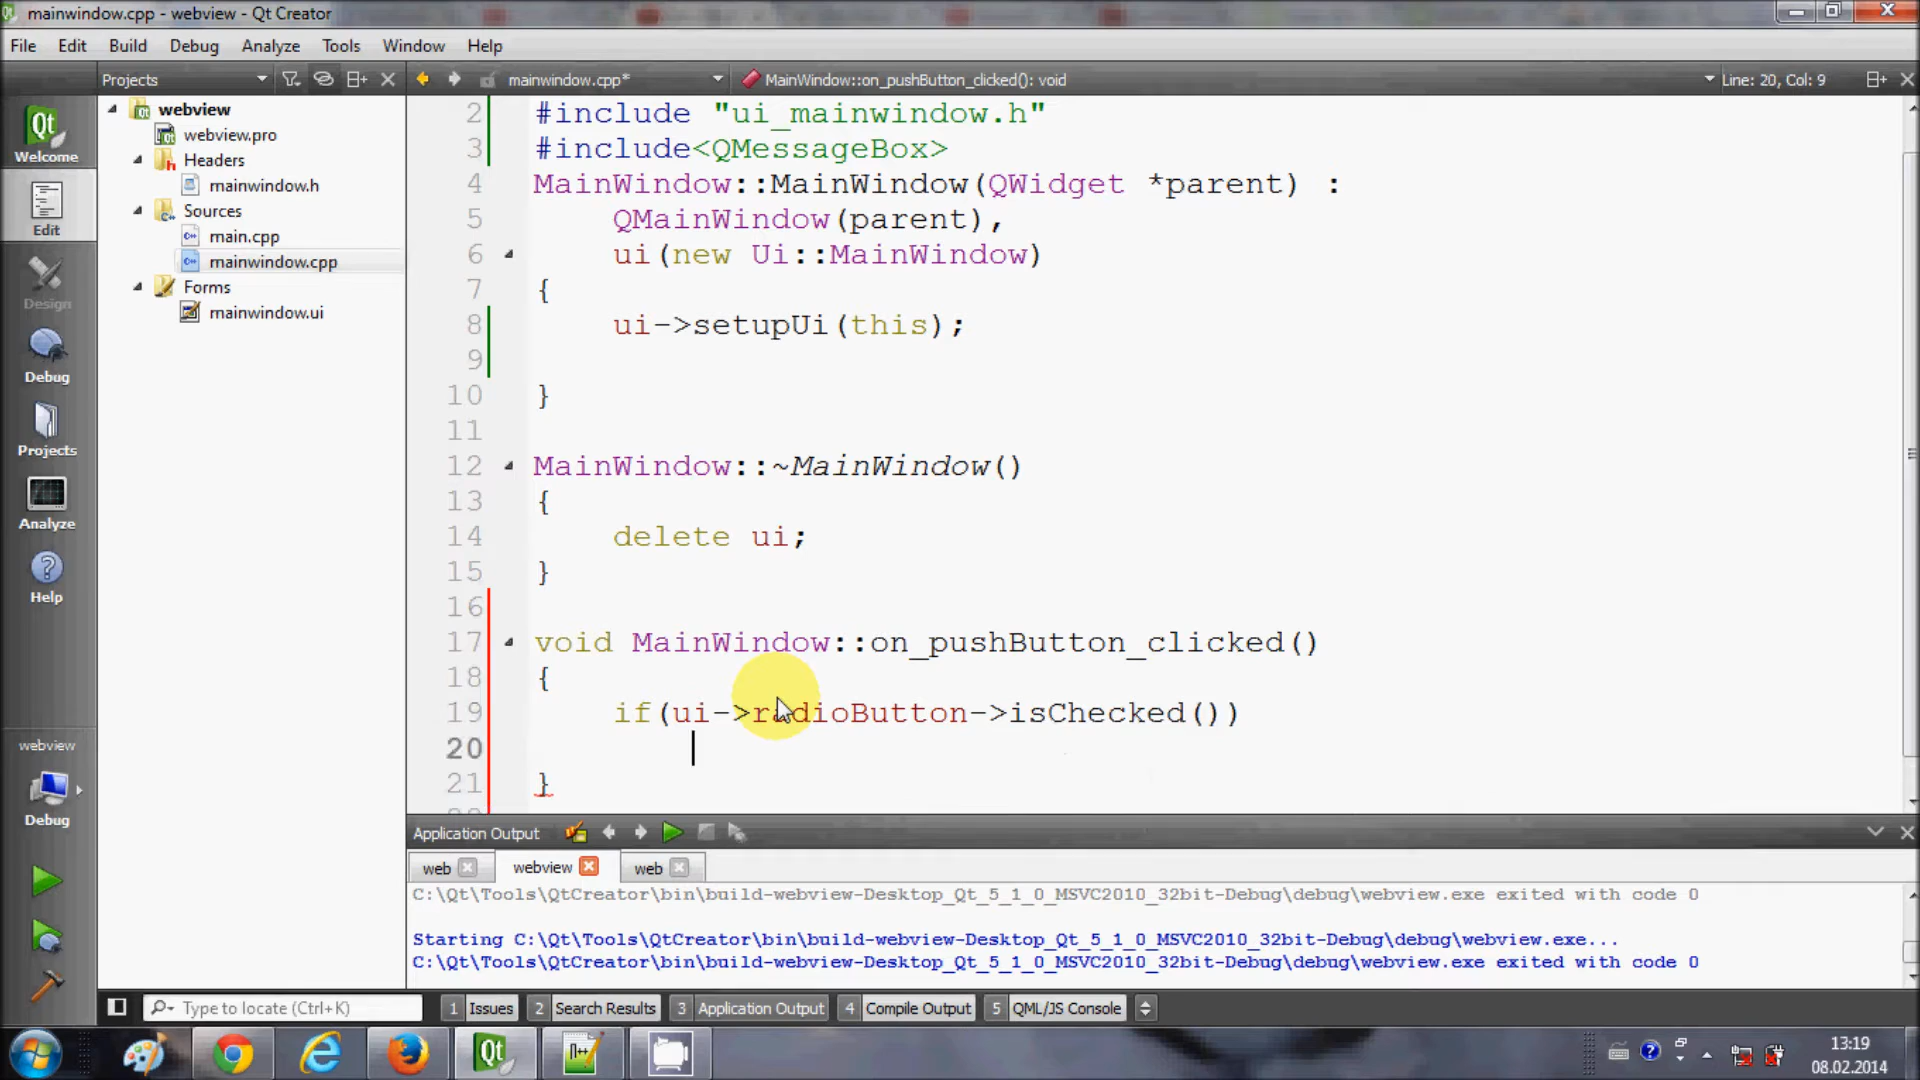 mainwindow.cpp - webview - Qt Creator
File Edit Build Debug Analyze Tools Window Help
Projects mainwindow.cpp* MainWindow::on_pushButton_clicked(): void Line: 20, Col: 9
Welcome
Edit
Design
Debug
Projects
Analyze
Help
webview
Debug
webview
webview.pro
Headers
mainwindow.h
Sources
main.cpp
mainwindow.cpp
Forms
mainwindow.ui
2 #include "ui_mainwindow.h"
3 #include<QMessageBox>
4 MainWindow::MainWindow(QWidget *parent) :
5 QMainWindow(parent),
6 ui(new Ui::MainWindow)
7 {
8 ui->setupUi(this);
9
10 }
11
12 MainWindow::~MainWindow()
13 {
14 delete ui;
15 }
16
17 void MainWindow::on_pushButton_clicked()
18 {
19 if(ui->radioButton->isChecked())
20
21 }
Application Output
web webview web
C:\Qt\Tools\QtCreator\bin\build-webview-Desktop_Qt_5_1_0_MSVC2010_32bit-Debug\debug\webview.exe exited with code 0
Starting C:\Qt\Tools\QtCreator\bin\build-webview-Desktop_Qt_5_1_0_MSVC2010_32bit-Debug\debug\webview.exe...
C:\Qt\Tools\QtCreator\bin\build-webview-Desktop_Qt_5_1_0_MSVC2010_32bit-Debug\debug\webview.exe exited with code 0
Type to locate (Ctrl+K) 1 Issues 2 Search Results 3 Application Output 4 Compile Output 5 QML/JS Console
13:19
08.02.2014